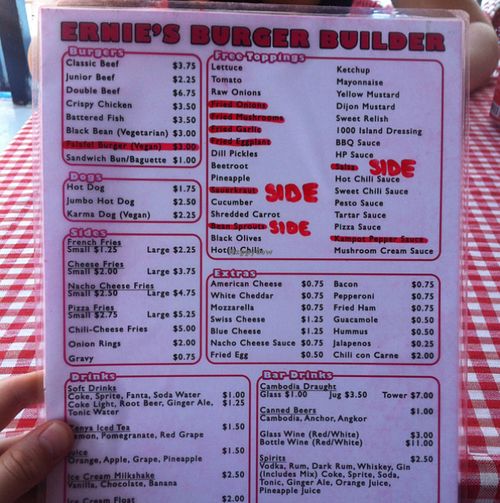 ERNIE'S BURGER BUILDER
Burgers
Classic Beef $3.75
Junior Beef $2.25
Double Beef $6.75
Crispy Chicken $3.50
Battered Fish $3.50
Black Bean (Vegetarian) $3.00
Falafel Burger (Vegan) $3.00
Sandwich Bun/Baguette $1.00
Dogs
Hot Dog $1.75
Jumbo Hot Dog $2.50
Karma Dog (Vegan) $2.25
Sides
French Fries
Small $1.25 Large $2.25
Cheese Fries
Small $2.00 Large $3.75
Nacho Cheese Fries
Small $2.50 Large $4.75
Pizza Fries
Small $2.75 Large $5.25
Chili-Cheese Fries $5.00
Onion Rings $2.00
Gravy $0.75
Free Toppings
Lettuce
Tomato
Raw Onions
Fried Onions
Fried Mushrooms
Fried Garlic
Fried Eggplant
Dill Pickles
Beetroot
Pineapple
Sauerkraut SIDE
Cucumber
Shredded Carrot
Bean Sprouts SIDE
Black Olives
Ketchup
Mayonnaise
Yellow Mustard
Dijon Mustard
Sweet Relish
1000 Island Dressing
BBQ Sauce
HP Sauce
Salsa SIDE
Hot Chili Sauce
Sweet Chili Sauce
Pesto Sauce
Tartar Sauce
Pizza Sauce
Kampot Pepper Sauce
Mushroom Cream Sauce
Extras
American Cheese $0.75
White Cheddar $0.75
Mozzarella $0.75
Swiss Cheese $1.25
Blue Cheese $1.25
Nacho Cheese Sauce $0.75
Fried Egg $0.50
Bacon $0.75
Pepperoni $0.75
Fried Ham $0.75
Guacamole $0.50
Hummus $0.50
Jalapenos $0.25
Chili con Carne $2.00
Drinks
Soft Drinks
Coke, Sprite, Fanta, Soda Water $1.00
Coke Light, Root Beer, Ginger Ale, $1.25
Tonic Water
Kenya Iced Tea $1.50
Lemon, Pomegranate, Red Grape
Juice $1.50
Orange, Apple, Grape, Pineapple
Ice Cream Milkshake $2.50
Vanilla, Chocolate, Banana
Ice Cream Float $2.00
Bar Drinks
Cambodia Draught
Glass $1.00 Jug $3.50 Tower $7.00
Canned Beers $1.00
Cambodia, Anchor, Angkor
Glass Wine (Red/White) $3.00
Bottle Wine (Red/White) $11.00
Spirits $2.50
Vodka, Rum, Dark Rum, Whiskey, Gin
(Includes Mix) Coke, Sprite, Soda,
Tonic, Ginger Ale, Orange Juice,
Pineapple Juice